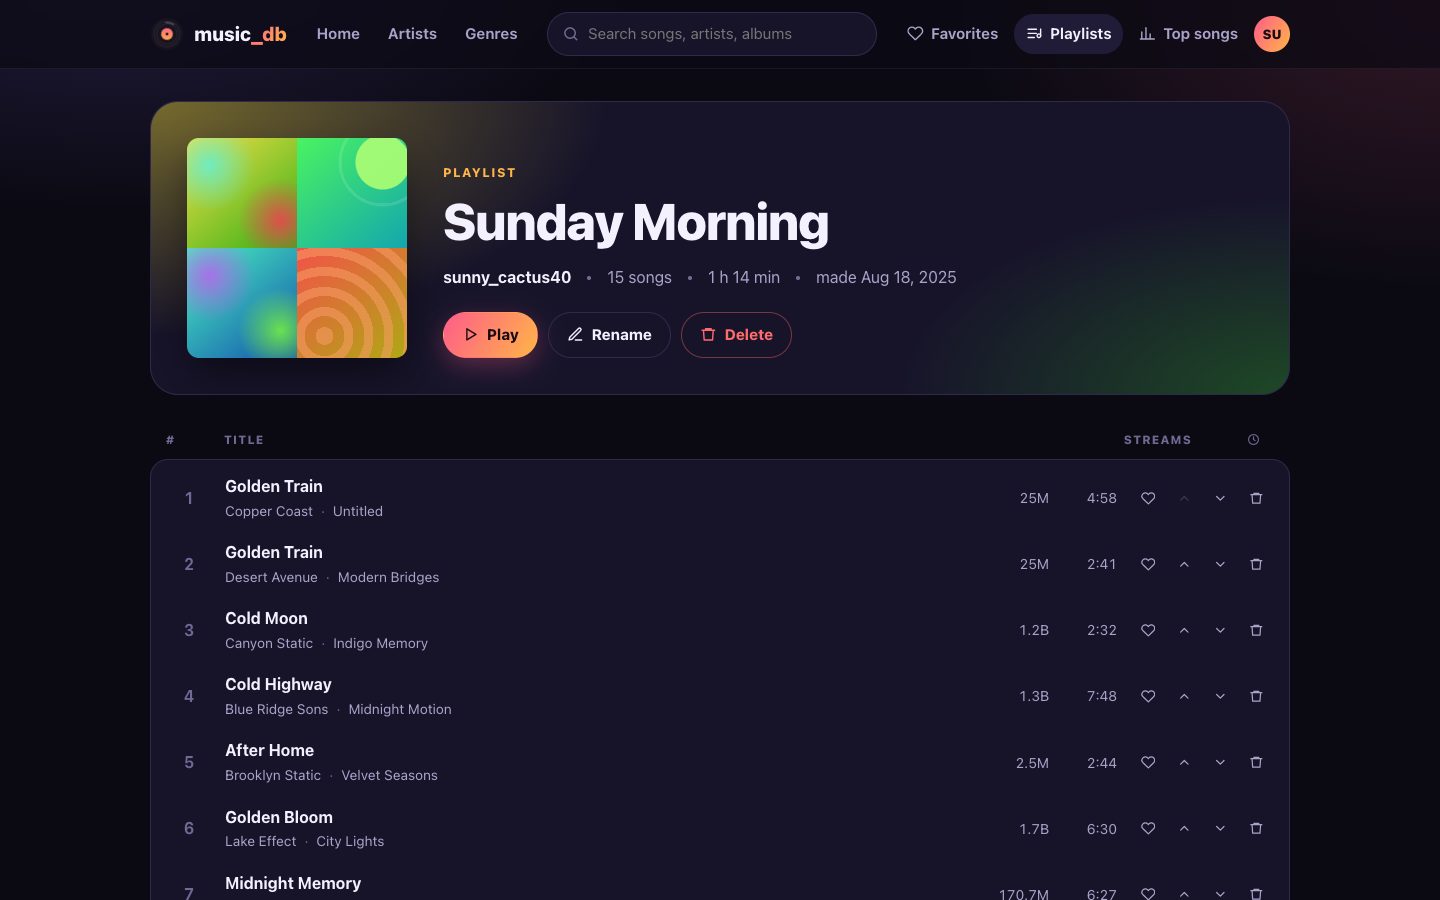 music_db Home Artists Genres Search songs, artists, albums Favorites Playlists Top songs SU
PLAYLIST
Sunday Morning
sunny_cactus40 • 15 songs • 1 h 14 min • made Aug 18, 2025
Play Rename Delete
# TITLE STREAMS
1 Golden Train 25M 4:58
Copper Coast · Untitled
2 Golden Train 25M 2:41
Desert Avenue · Modern Bridges
3 Cold Moon 1.2B 2:32
Canyon Static · Indigo Memory
4 Cold Highway 1.3B 7:48
Blue Ridge Sons · Midnight Motion
5 After Home 2.5M 2:44
Brooklyn Static · Velvet Seasons
6 Golden Bloom 1.7B 6:30
Lake Effect · City Lights
7 Midnight Memory 170.7M 6:27